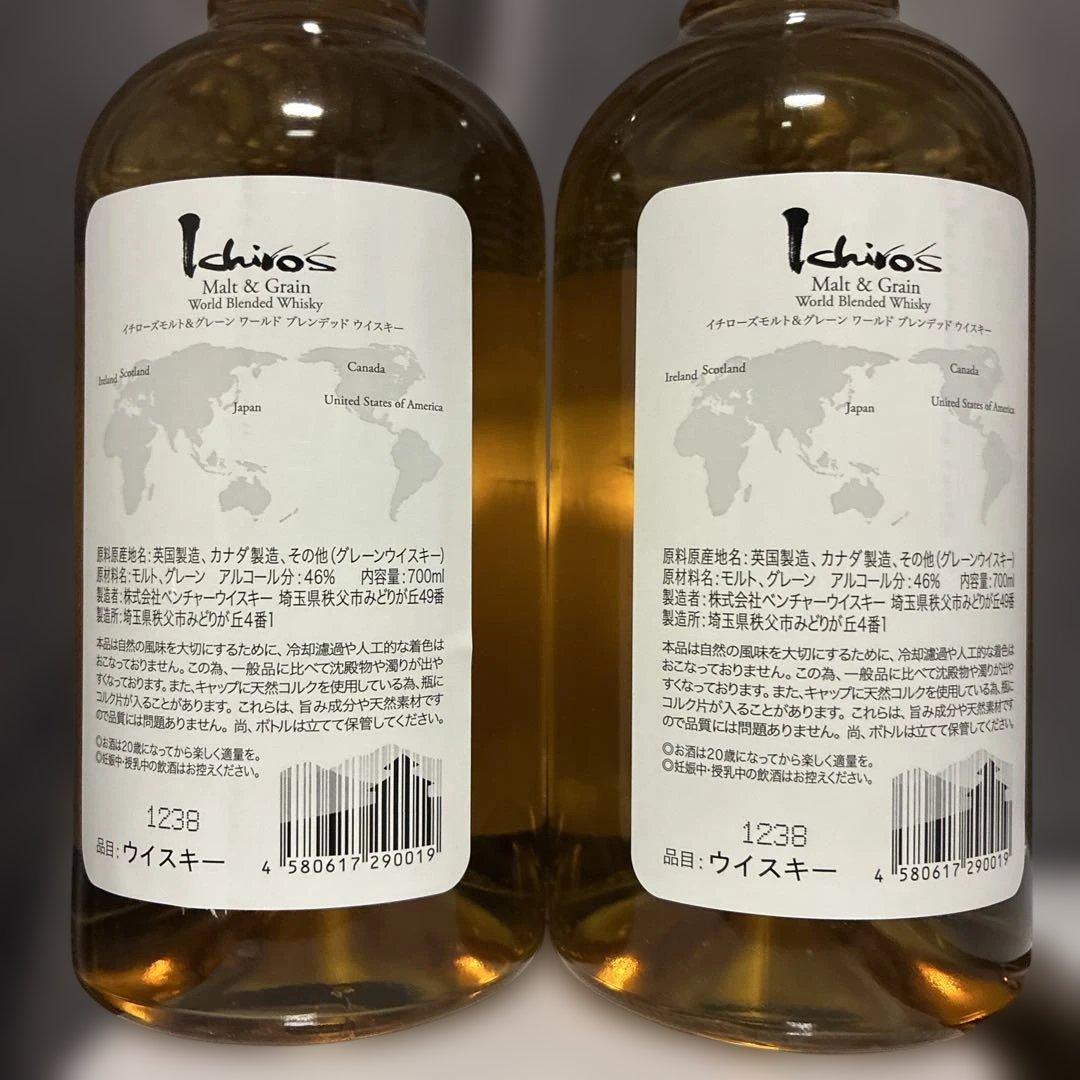 Ichiro's
Malt & Grain
World Blended Whisky
イチローズモルト&グレーン ワールド ブレンデッド ウイスキー
Ireland Scotland
Canada
Japan
United States of America
原料原産地名:英国製造、カナダ製造、その他(グレーンウイスキー)
原材料名:モルト、グレーン アルコール分:46% 内容量:700ml
製造者:株式会社ベンチャーウイスキー 埼玉県秩父市みどりが丘49番
製造所:埼玉県秩父市みどりが丘4番1
本品は自然の風味を大切にするために、冷却濾過や人工的な着色は
おこなっておりません。この為、一般品に比べて沈殿物や濁りが出や
すくなっております。また、キャップに天然コルクを使用している為、瓶に
コルク片が入ることがあります。これらは、旨み成分や天然素材です
ので品質には問題ありません。尚、ボトルは立てて保管してください。
◎お酒は20歳になってから楽しく適量を。
◎妊娠中・授乳中の飲酒はお控えください。
1238
品目:ウイスキー
4 580617 290019
Ichiro's
Malt & Grain
World Blended Whisky
イチローズモルト&グレーン ワールド ブレンデッド ウイスキー
Ireland Scotland
Canada
Japan
United States of America
原料原産地名:英国製造、カナダ製造、その他(グレーンウイスキー)
原材料名:モルト、グレーン アルコール分:46% 内容量:700ml
製造者:株式会社ベンチャーウイスキー 埼玉県秩父市みどりが丘49番
製造所:埼玉県秩父市みどりが丘4番1
本品は自然の風味を大切にするために、冷却濾過や人工的な着色は
おこなっておりません。この為、一般品に比べて沈殿物や濁りが出や
すくなっております。また、キャップに天然コルクを使用している為、瓶に
コルク片が入ることがあります。これらは、旨み成分や天然素材です
ので品質には問題ありません。尚、ボトルは立てて保管してください。
◎お酒は20歳になってから楽しく適量を。
◎妊娠中・授乳中の飲酒はお控えください。
1238
品目:ウイスキー
4 580617 290019